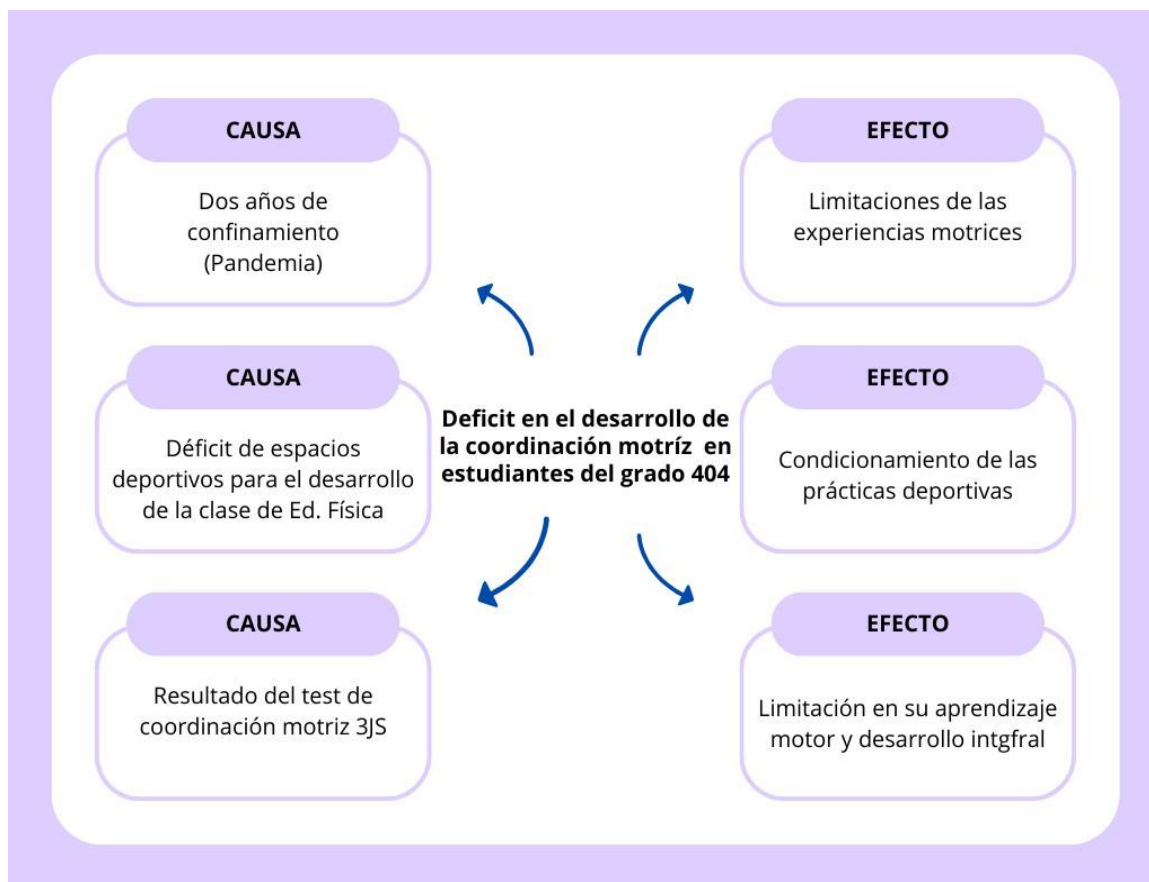 CAUSA
Dos años de
confinamiento
(Pandemia)
EFECTO
Limitaciones de las
experiencias motrices
CAUSA
Déficit de espacios
deportivos para el desarrollo
de la clase de Ed. Física
Deficit en el desarrollo de
la coordinación motríz en
estudiantes del grado 404
EFECTO
Condicionamiento de las
prácticas deportivas
CAUSA
Resultado del test de
coordinación motriz 3JS
EFECTO
Limitación en su aprendizaje
motor y desarrollo intgfral